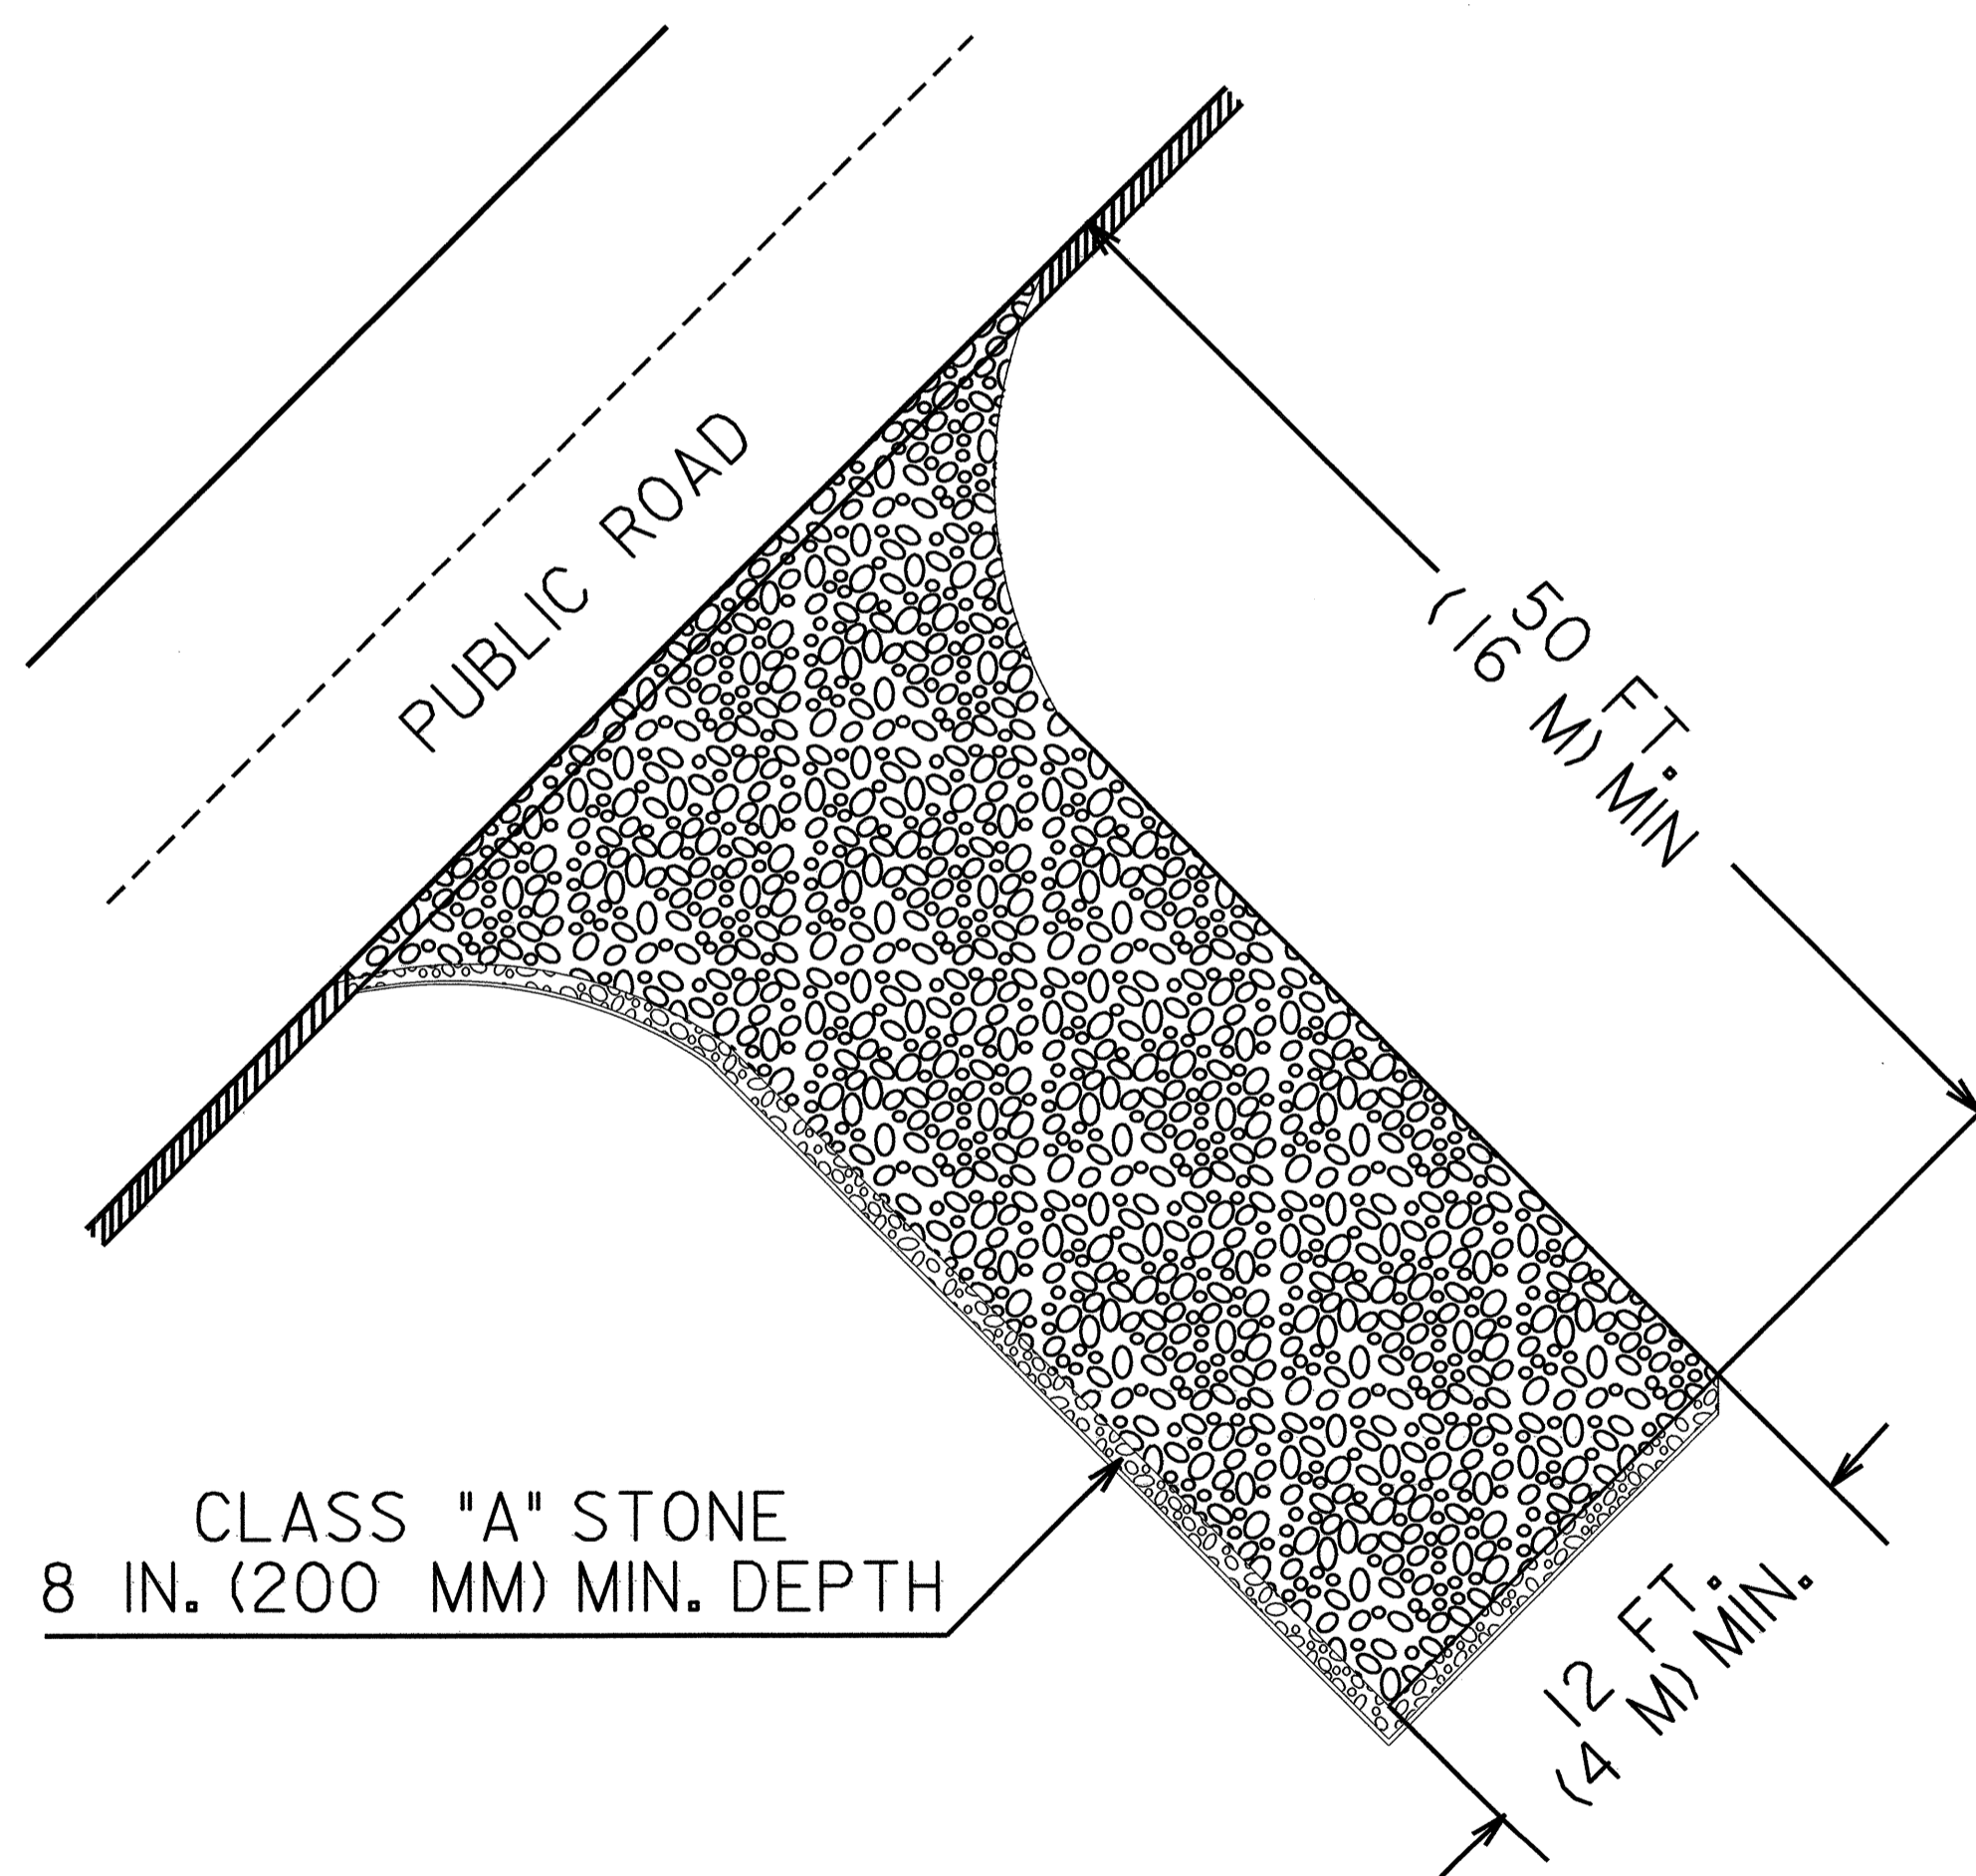 PUBLIC ROAD
50 FT.
(16 M) MIN
CLASS "A" STONE
8 IN. (200 MM) MIN. DEPTH
12 FT.
(4 M) MIN.